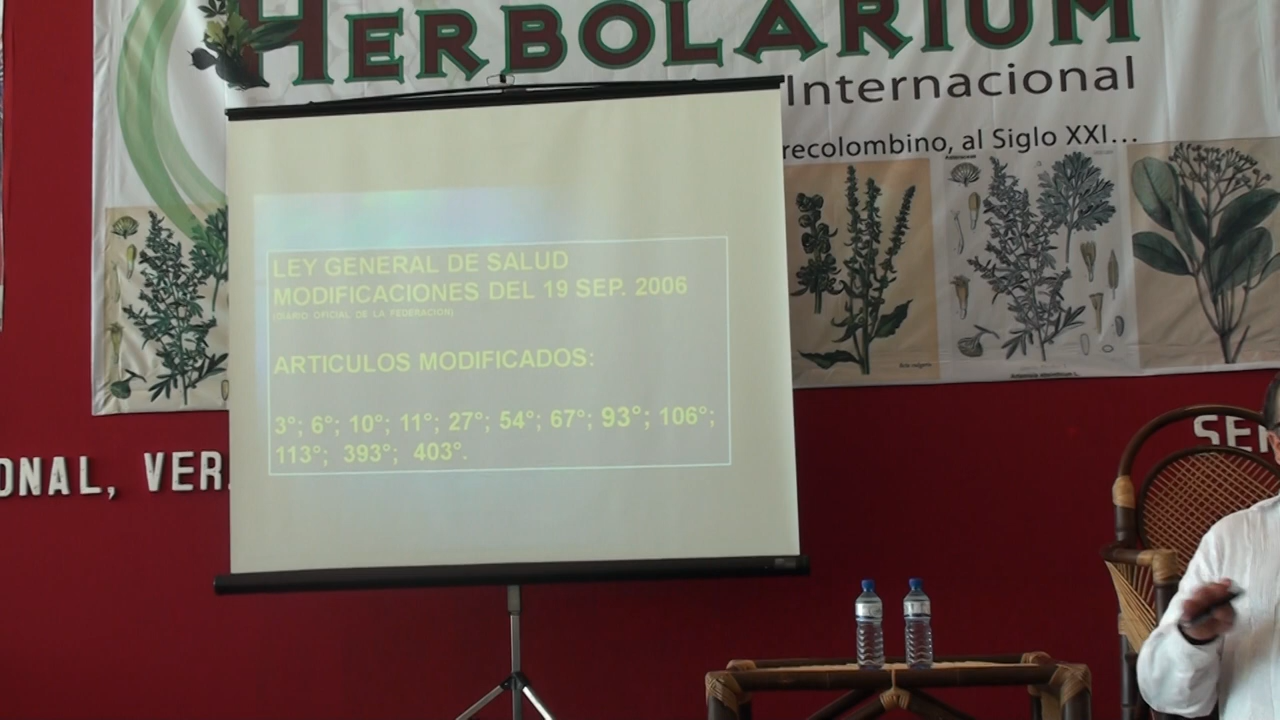 HERBOLARIUM
Internacional
recolombino, al Siglo XXI...
LEY GENERAL DE SALUD
MODIFICACIONES DEL 19 SEP. 2006
(DIARIO OFICIAL DE LA FEDERACION)
ARTICULOS MODIFICADOS:
3°; 6°; 10°; 11°; 27°; 54°; 67°; 93°; 106°;
113°; 393°; 403°.
ONAL, VER.
SE